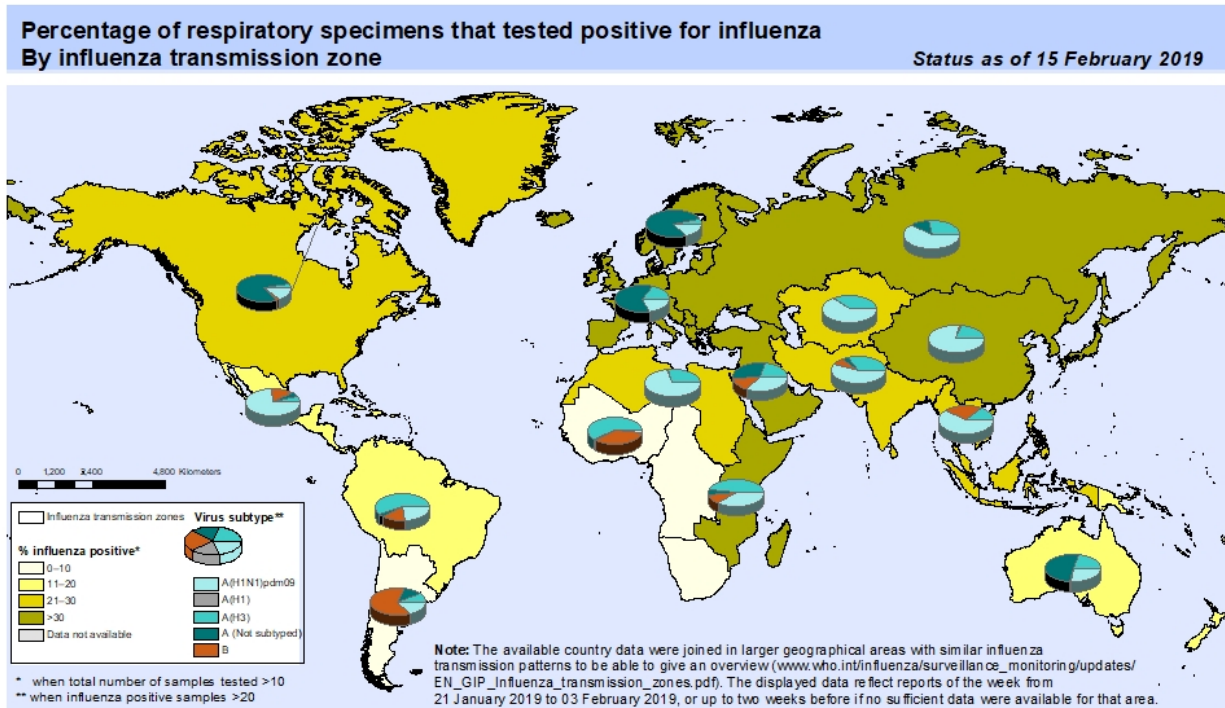 Percentage of respiratory specimens that tested positive for influenza
By influenza transmission zone
Status as of 15 February 2019
0 1,200 2,400 4,800 Kilometers
Influenza transmission zones
% influenza positive*
0–10
11–20
21–30
>30
Data not available
Virus subtype**
A(H1N1)pdm09
A(H1)
A(H3)
A (Not subtyped)
B
* when total number of samples tested >10
** when influenza positive samples >20
Note: The available country data were joined in larger geographical areas with similar influenza
transmission patterns to be able to give an overview (www.who.int/influenza/surveillance_monitoring/updates/
EN_GIP_Influenza_transmission_zones.pdf). The displayed data reflect reports of the week from
21 January 2019 to 03 February 2019, or up to two weeks before if no sufficient data were available for that area.